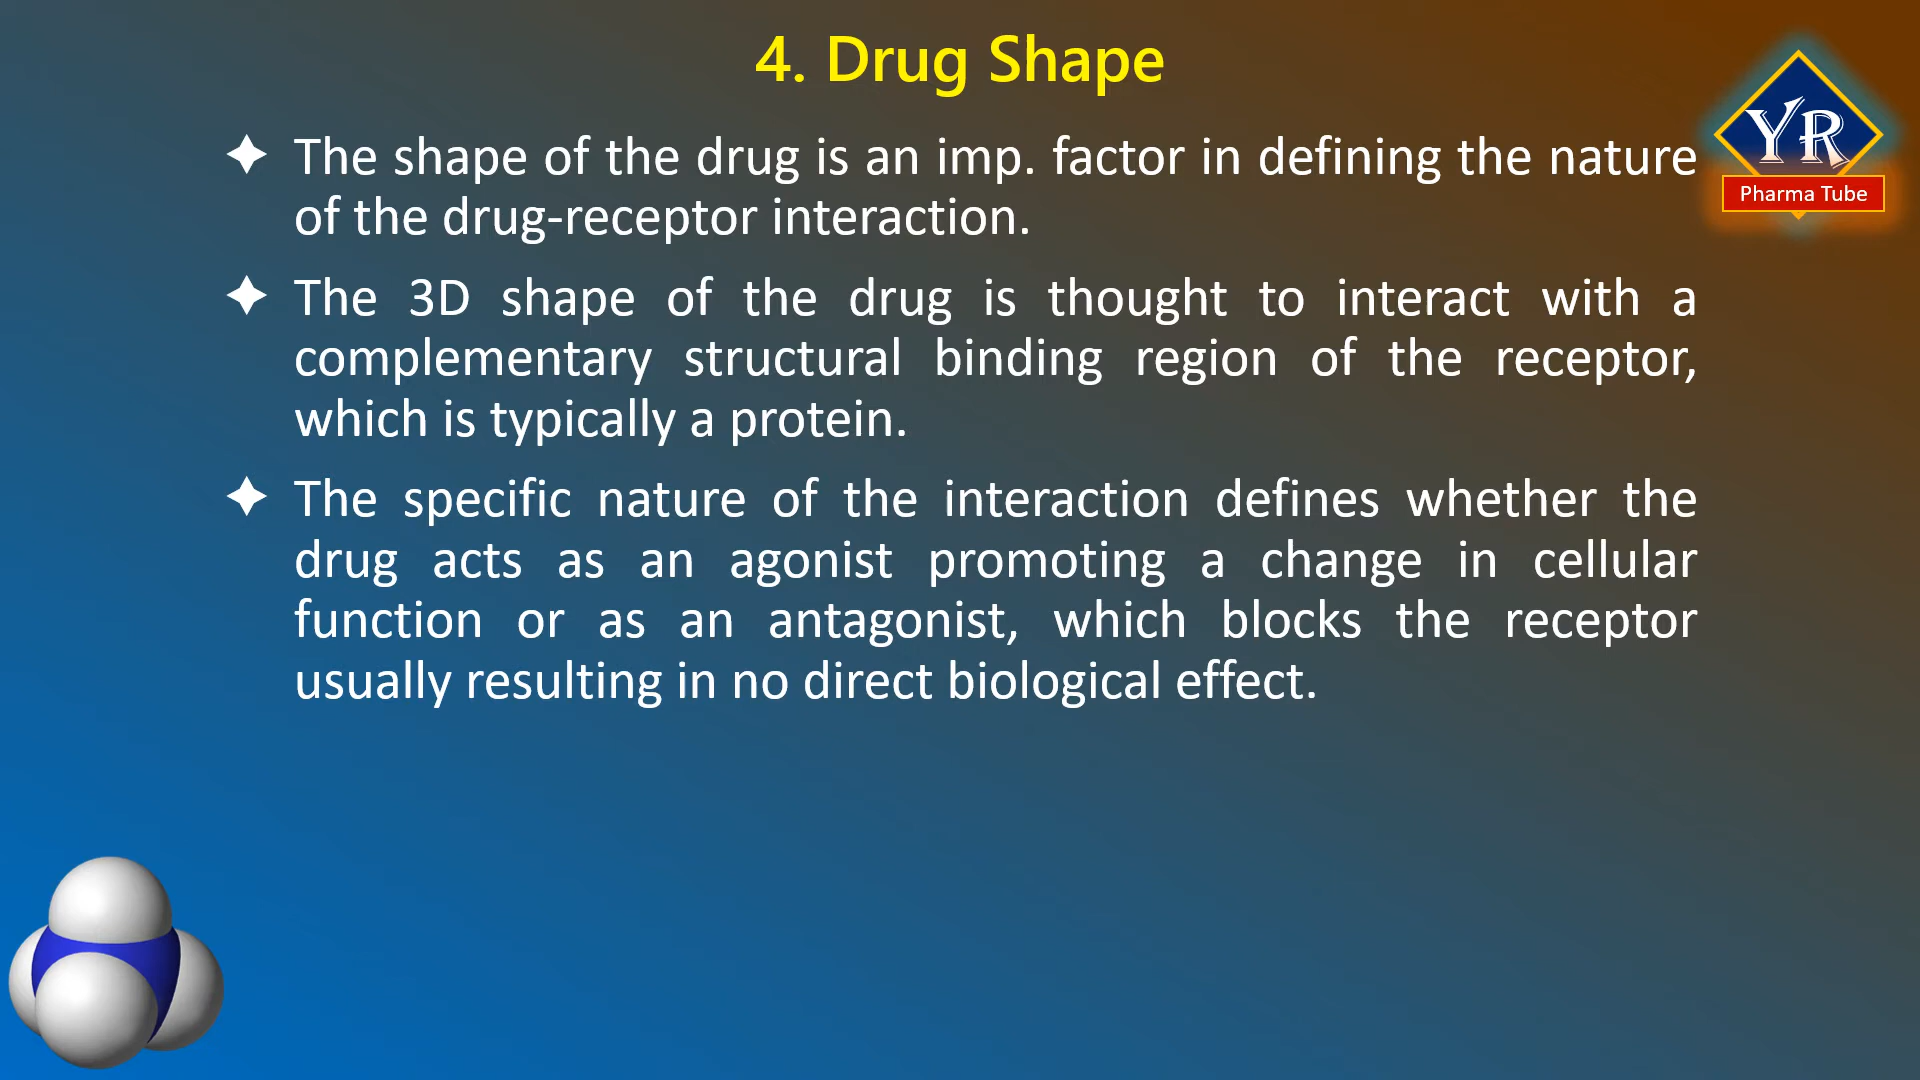 4. Drug Shape
The shape of the drug is an imp. factor in defining the nature
of the drug-receptor interaction.
The 3D shape of the drug is thought to interact with a
complementary structural binding region of the receptor,
which is typically a protein.
The specific nature of the interaction defines whether the
drug acts as an agonist promoting a change in cellular
function or as an antagonist, which blocks the receptor
usually resulting in no direct biological effect.
YR
Pharma Tube